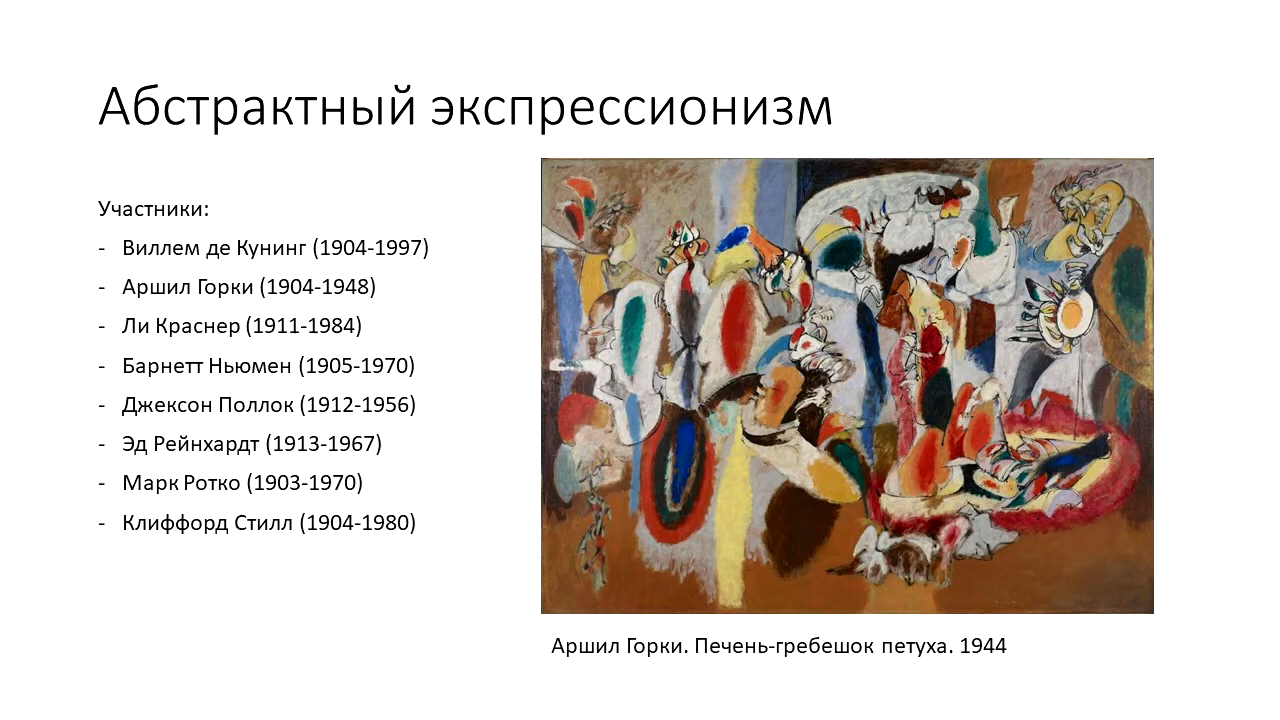 Абстрактный экспрессионизм
Участники:
- Виллем де Кунинг (1904-1997)
- Аршил Горки (1904-1948)
- Ли Краснер (1911-1984)
- Барнетт Ньюмен (1905-1970)
- Джексон Поллок (1912-1956)
- Эд Рейнхардт (1913-1967)
- Марк Ротко (1903-1970)
- Клиффорд Стилл (1904-1980)
Аршил Горки. Печень-гребешок петуха. 1944